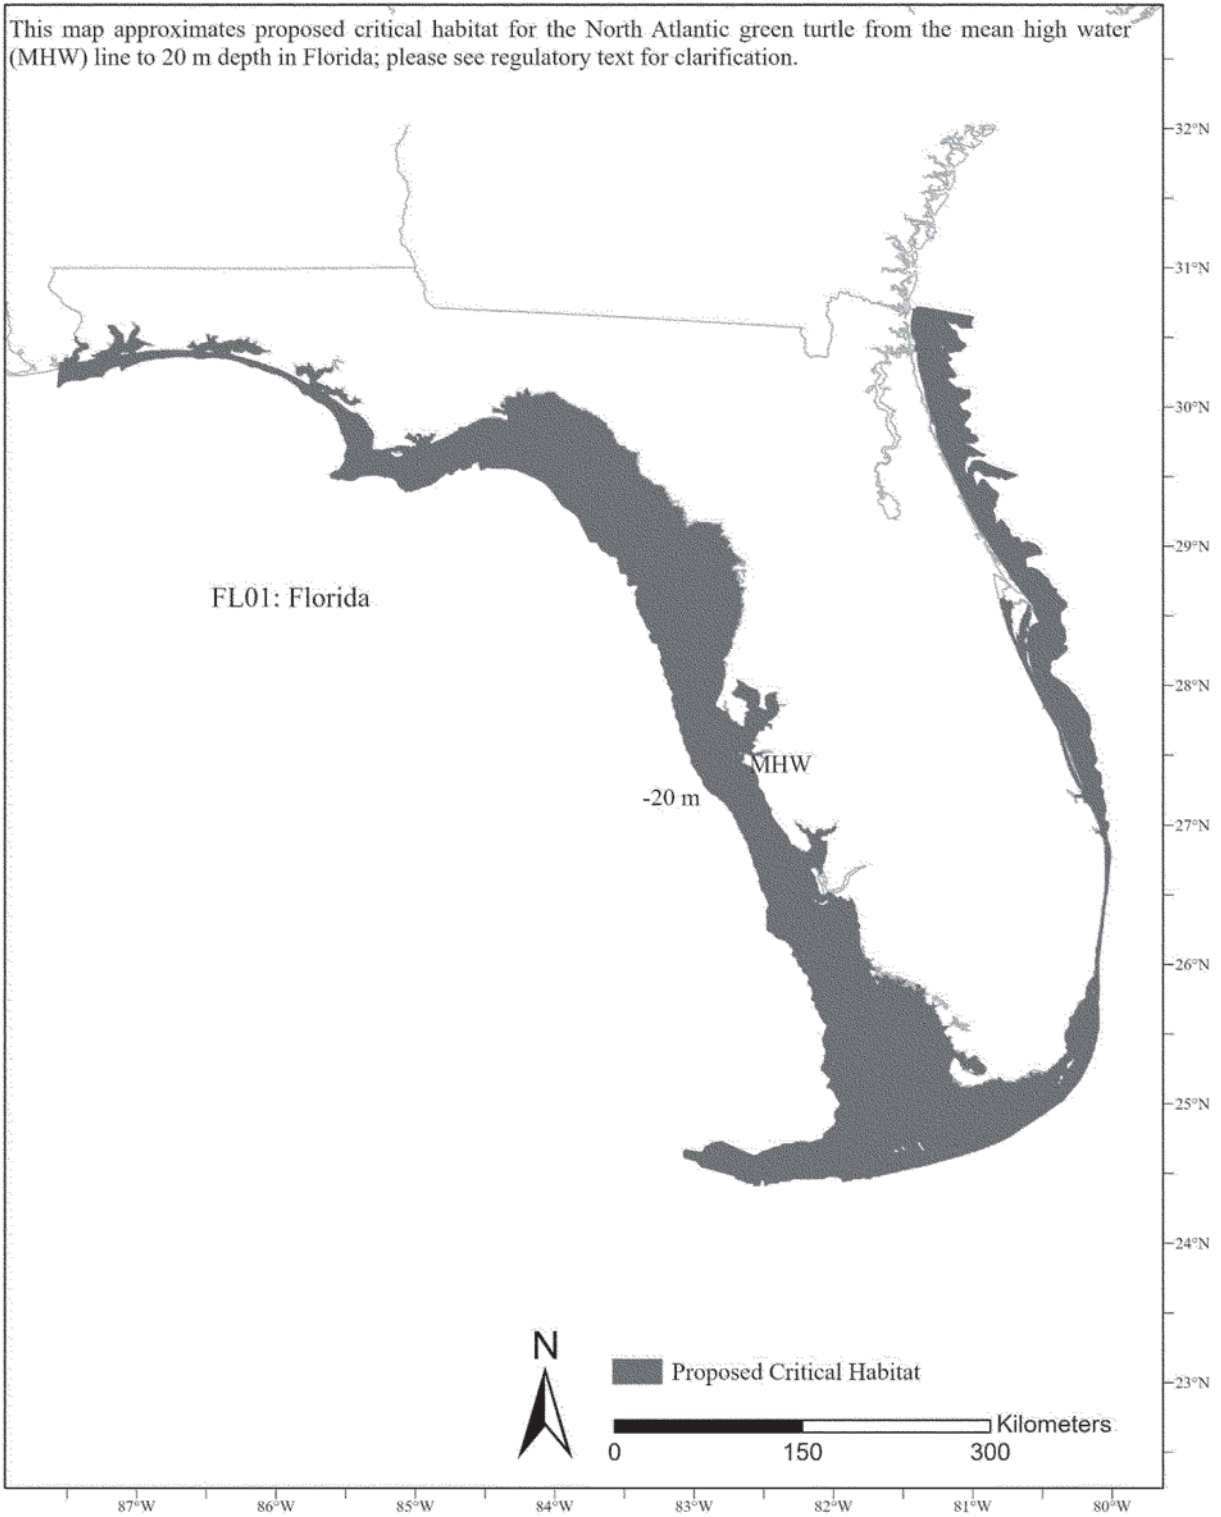 This map approximates proposed critical habitat for the North Atlantic green turtle from the mean high water
(MHW) line to 20 m depth in Florida; please see regulatory text for clarification.
32°N
31°N
30°N
29°N
FL01: Florida
28°N
MHW
-20 m
27°N
26°N
25°N
24°N
N
Proposed Critical Habitat
23°N
Kilometers
0 150 300
87°W 86°W 85°W 84°W 83°W 82°W 81°W 80°W